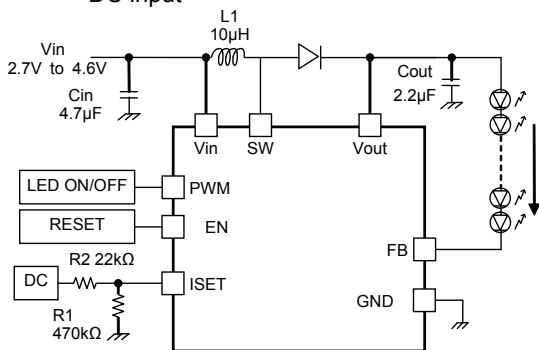 DC input
L1
10µH
Vin
2.7V to 4.6V
Cin
4.7µF
Cout
2.2µF
Vin
SW
Vout
LED ON/OFF
PWM
RESET
EN
FB
R2 22kΩ
DC
ISET
GND
R1
470kΩ